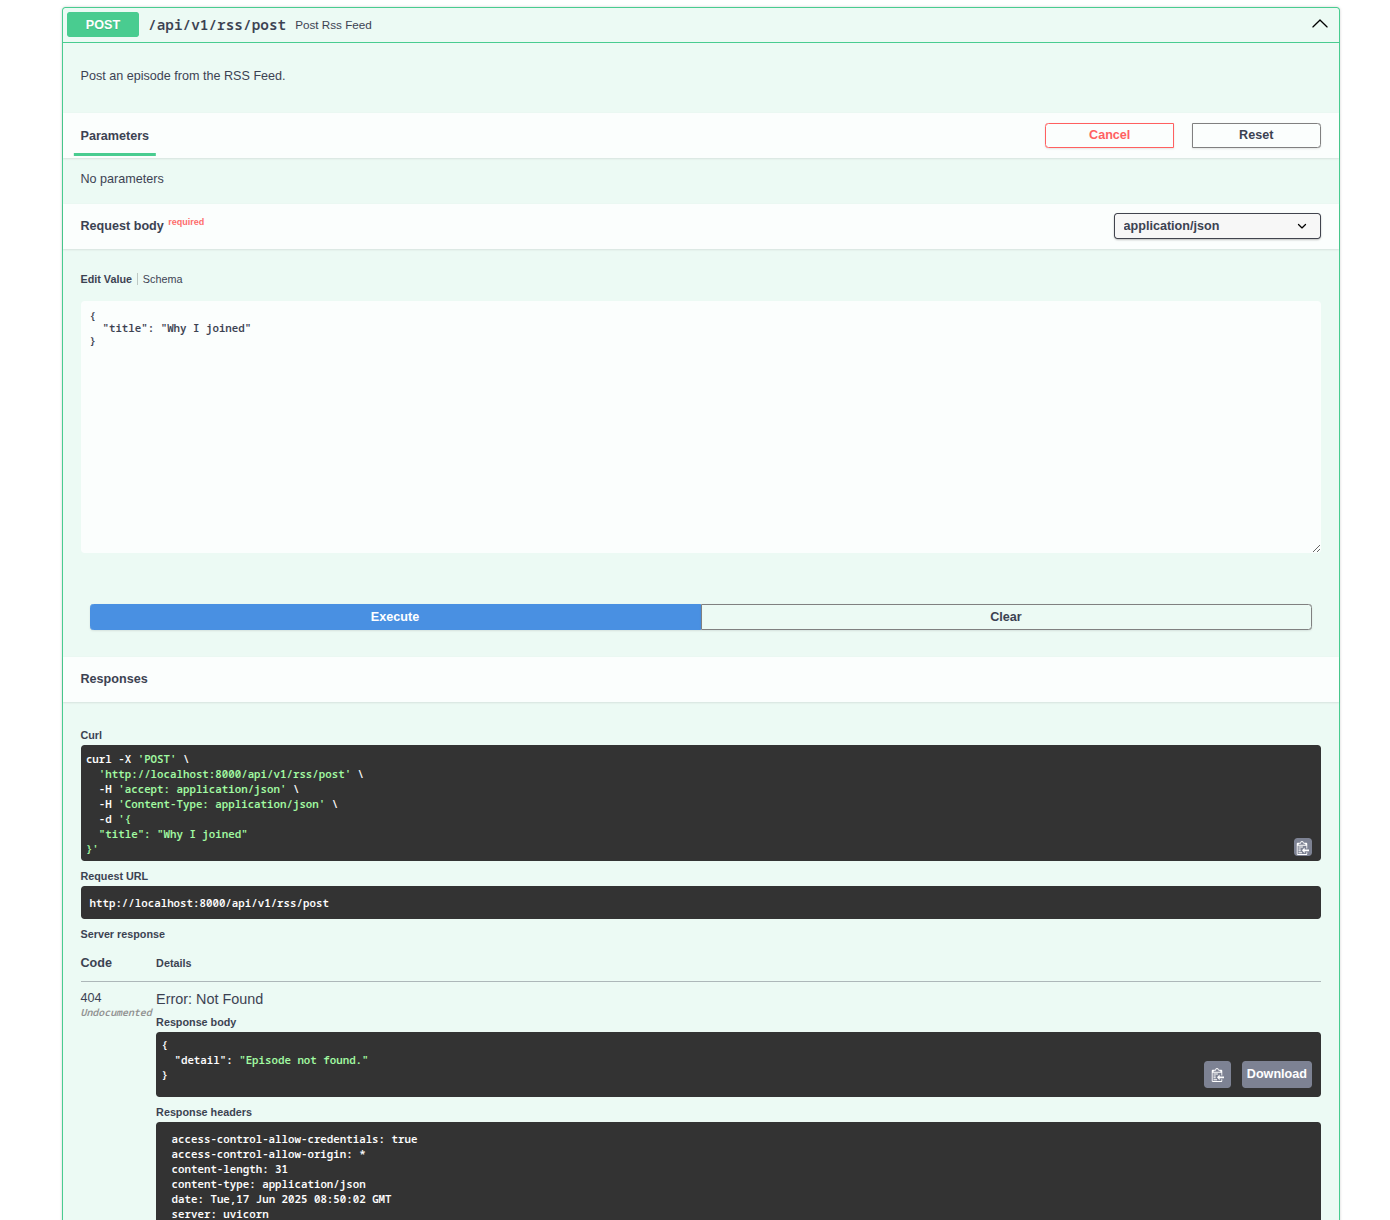 POST /api/v1/rss/post Post Rss Feed
Post an episode from the RSS Feed.
Parameters Cancel Reset
No parameters
Request body required application/json
Edit Value Schema
{
  "title": "Why I joined"
}
Execute Clear
Responses
Curl
curl -X 'POST' \
  'http://localhost:8000/api/v1/rss/post' \
  -H 'accept: application/json' \
  -H 'Content-Type: application/json' \
  -d '{
  "title": "Why I joined"
}'
Request URL
http://localhost:8000/api/v1/rss/post
Server response
Code Details
404 Error: Not Found
Undocumented
Response body
{
  "detail": "Episode not found."
}
Download
Response headers
access-control-allow-credentials: true
access-control-allow-origin: *
content-length: 31
content-type: application/json
date: Tue,17 Jun 2025 08:50:02 GMT
server: uvicorn